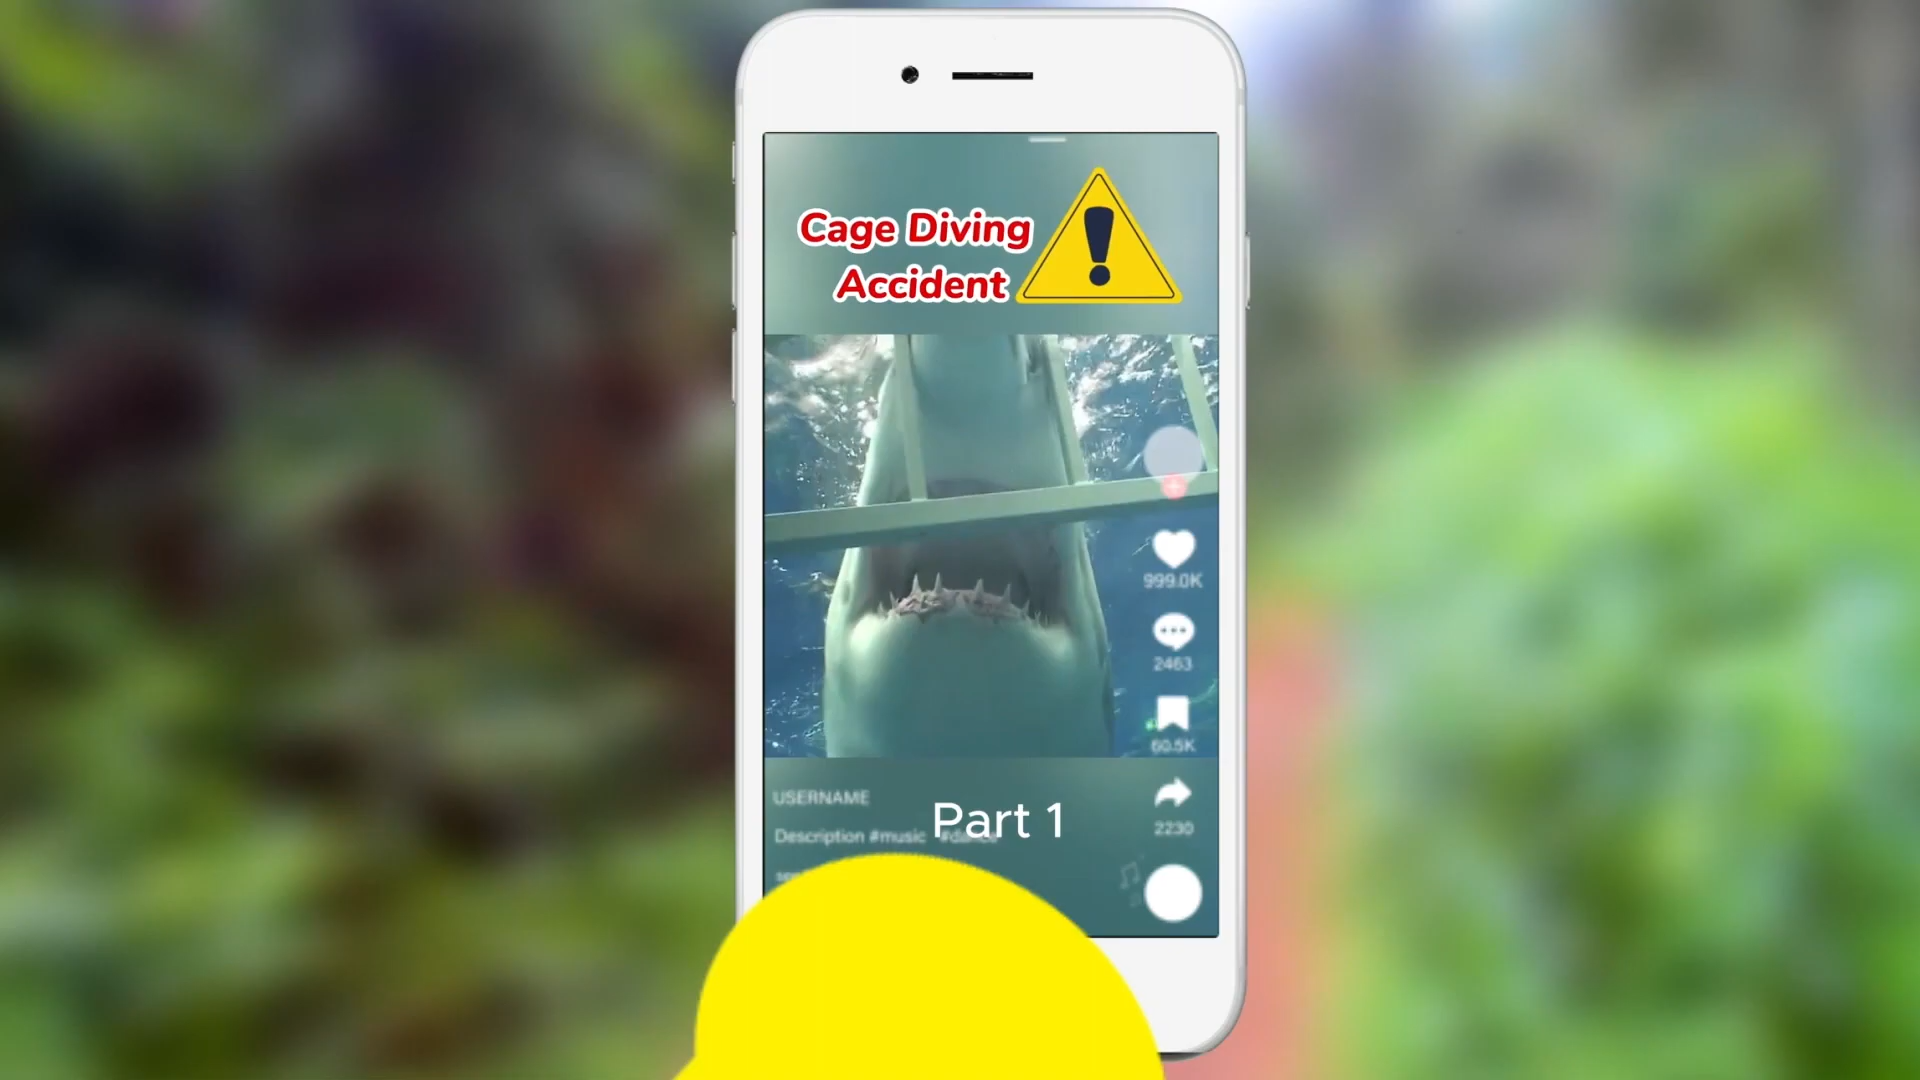 Cage Diving
Accident
999.0K
2463
60.5K
USERNAME
Part 1
Description #music
2230